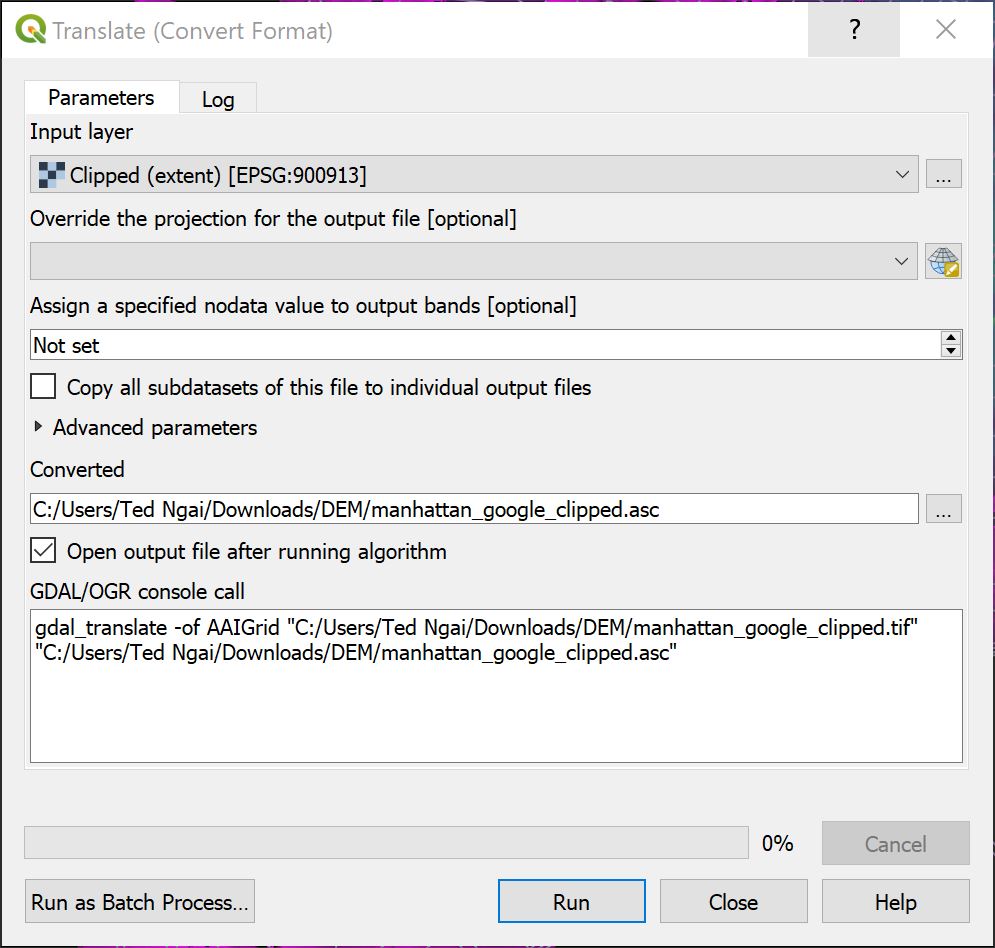 Translate (Convert Format)
?
Parameters
Log
Input layer
Clipped (extent) [EPSG:900913]
...
Override the projection for the output file [optional]
Assign a specified nodata value to output bands [optional]
Not set
Copy all subdatasets of this file to individual output files
Advanced parameters
Converted
C:/Users/Ted Ngai/Downloads/DEM/manhattan_google_clipped.asc
...
Open output file after running algorithm
GDAL/OGR console call
gdal_translate -of AAIGrid "C:/Users/Ted Ngai/Downloads/DEM/manhattan_google_clipped.tif"
"C:/Users/Ted Ngai/Downloads/DEM/manhattan_google_clipped.asc"
0%
Cancel
Run as Batch Process...
Run
Close
Help